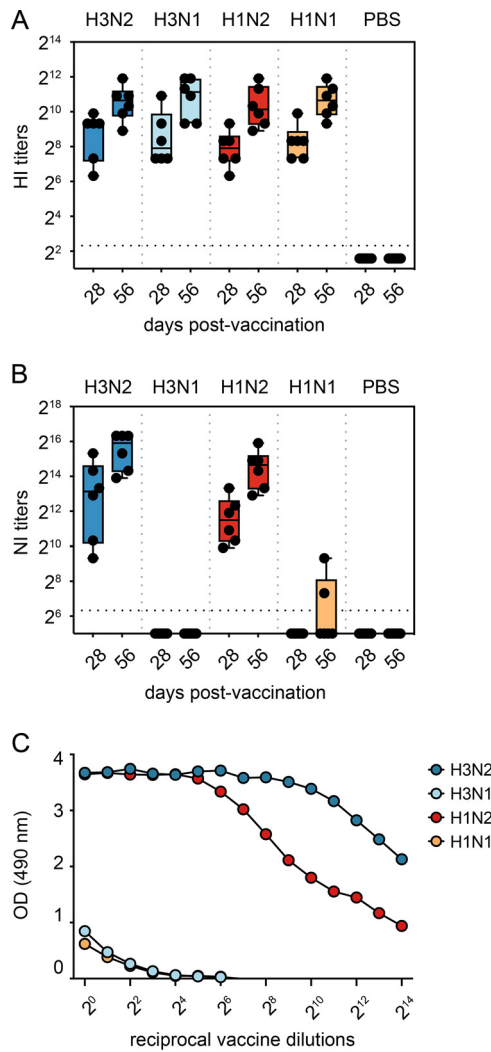 A
H3N2 H3N1 H1N2 H1N1 PBS
2^14
2^12
2^10
2^8
2^6
2^4
2^2
HI titers
28 56 28 56 28 56 28 56 28 56
days post-vaccination
B
H3N2 H3N1 H1N2 H1N1 PBS
2^18
2^16
2^14
2^12
2^10
2^8
2^6
NI titers
28 56 28 56 28 56 28 56 28 56
days post-vaccination
C
4
3
2
1
0
OD (490 nm)
H3N2
H3N1
H1N2
H1N1
2^0 2^2 2^4 2^6 2^8 2^10 2^12 2^14
reciprocal vaccine dilutions